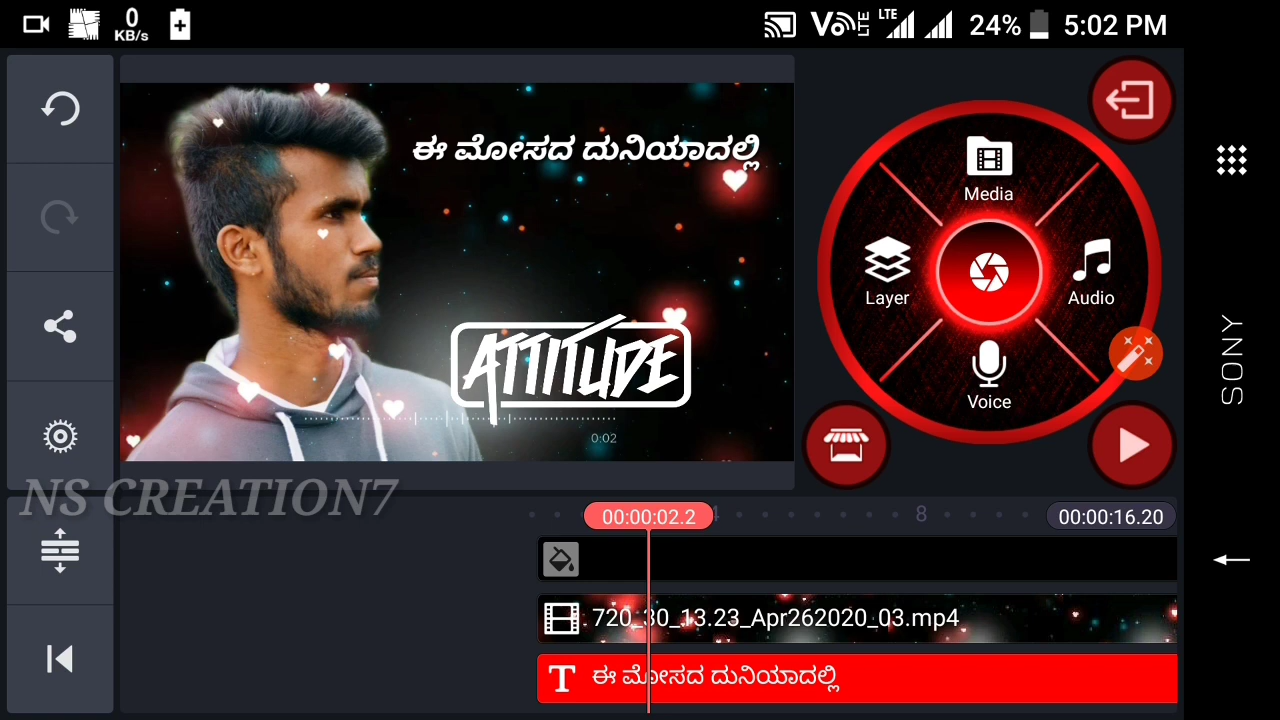 0
KB/s
VoLTE LTE 24% 5:02 PM
ಈ ಮೋಸದ ದುನಿಯಾದಲ್ಲಿ
ATTITUDE
0:02
Media
Layer
Audio
Voice
SONY
NS CREATION7
00:00:02.2
4
8
00:00:16.20
720_30_13.23_Apr262020_03.mp4
T ಈ ಮೋಸದ ದುನಿಯಾದಲ್ಲಿ